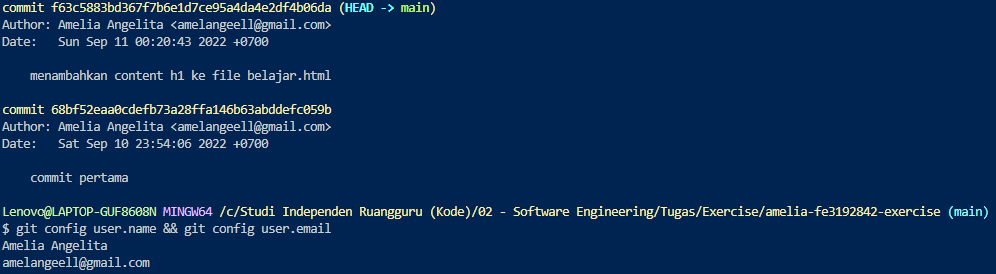 commit f63c5883bd367f7b6e1d7ce95a4da4e2df4b06da (HEAD -> main)
Author: Amelia Angelita <amelangeell@gmail.com>
Date:   Sun Sep 11 00:20:43 2022 +0700
    menambahkan content h1 ke file belajar.html
commit 68bf52eaa0cdefb73a28ffa146b63abddefc059b
Author: Amelia Angelita <amelangeell@gmail.com>
Date:   Sat Sep 10 23:54:06 2022 +0700
    commit pertama
Lenovo@LAPTOP-GUF8608N MINGW64 /c/Studi Independen Ruangguru (Kode)/02 - Software Engineering/Tugas/Exercise/amelia-fe3192842-exercise (main)
$ git config user.name && git config user.email
Amelia Angelita
amelangeell@gmail.com